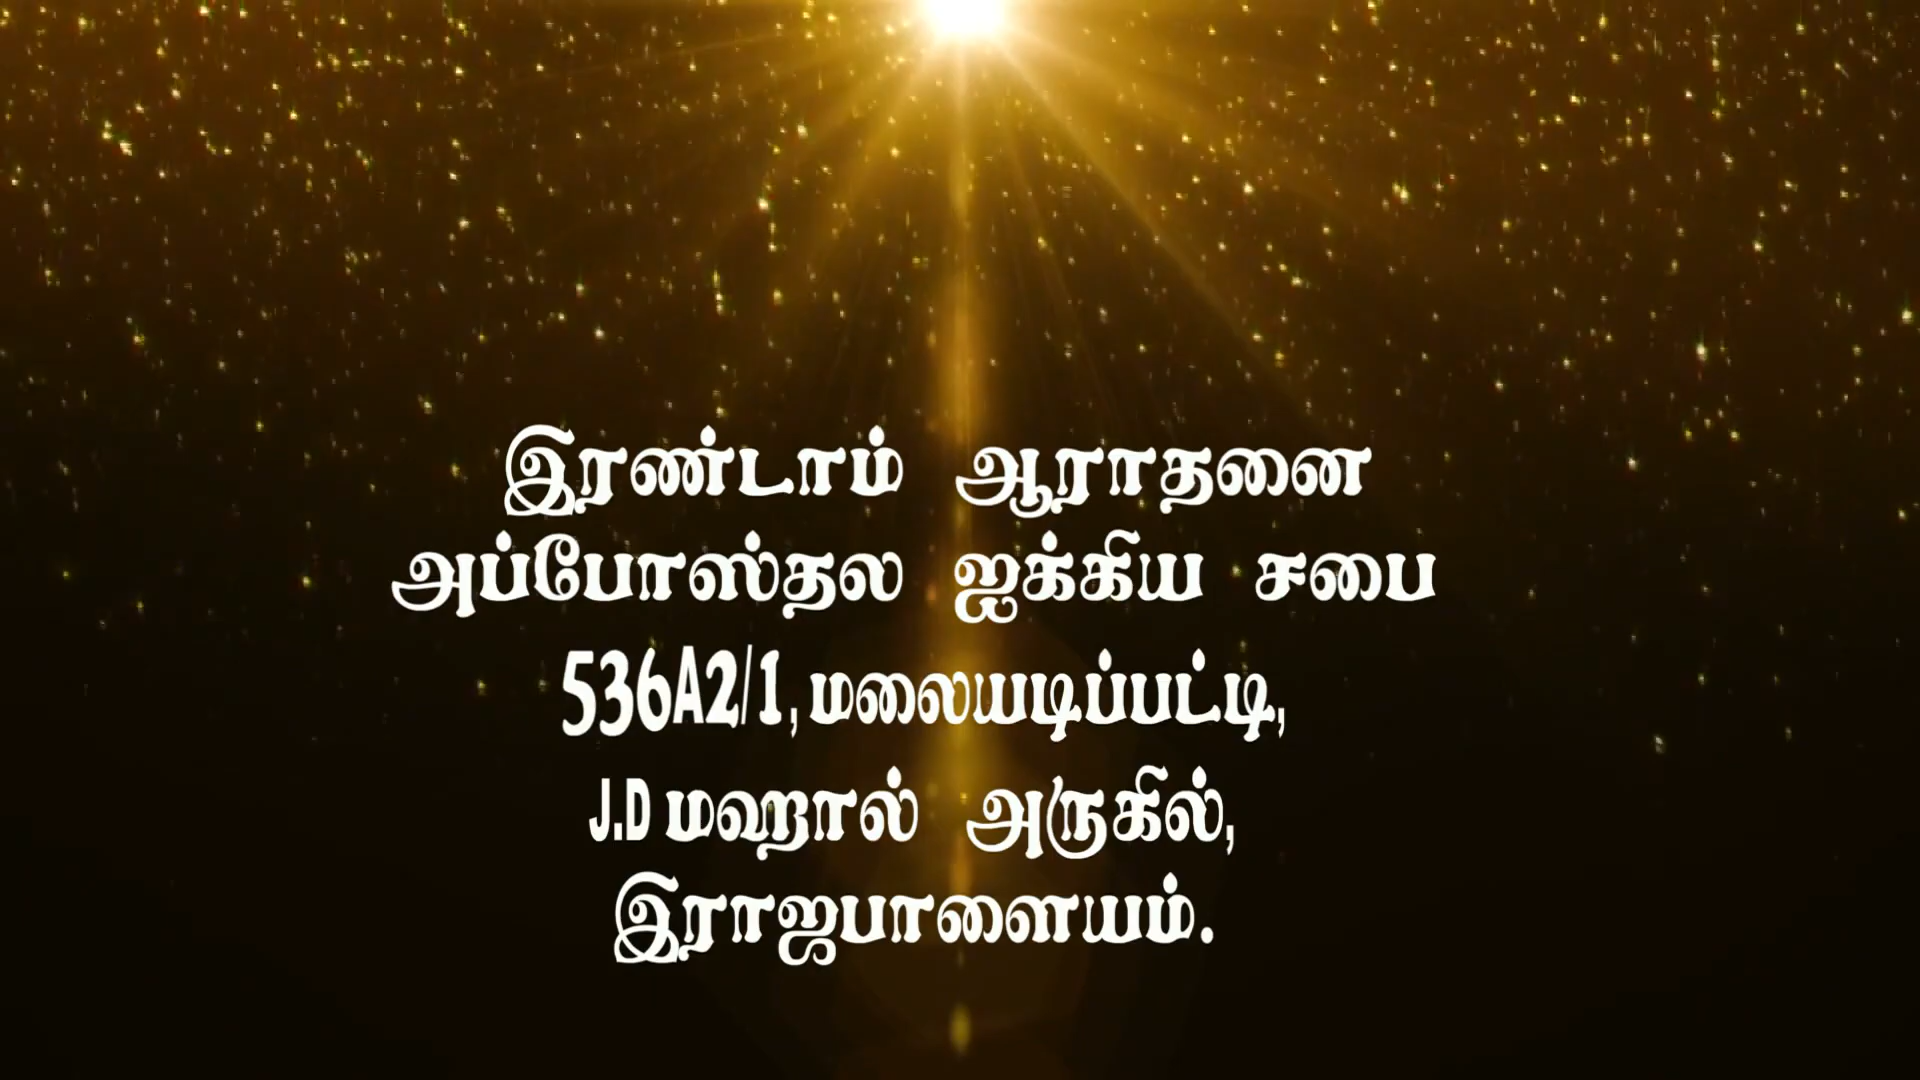 இரண்டாம் ஆராதனை
அப்போஸ்தல ஐக்கிய சபை
536A2/1, மலையடிப்பட்டி,
J.D மஹால் அருகில்,
இராஜபாளையம்.